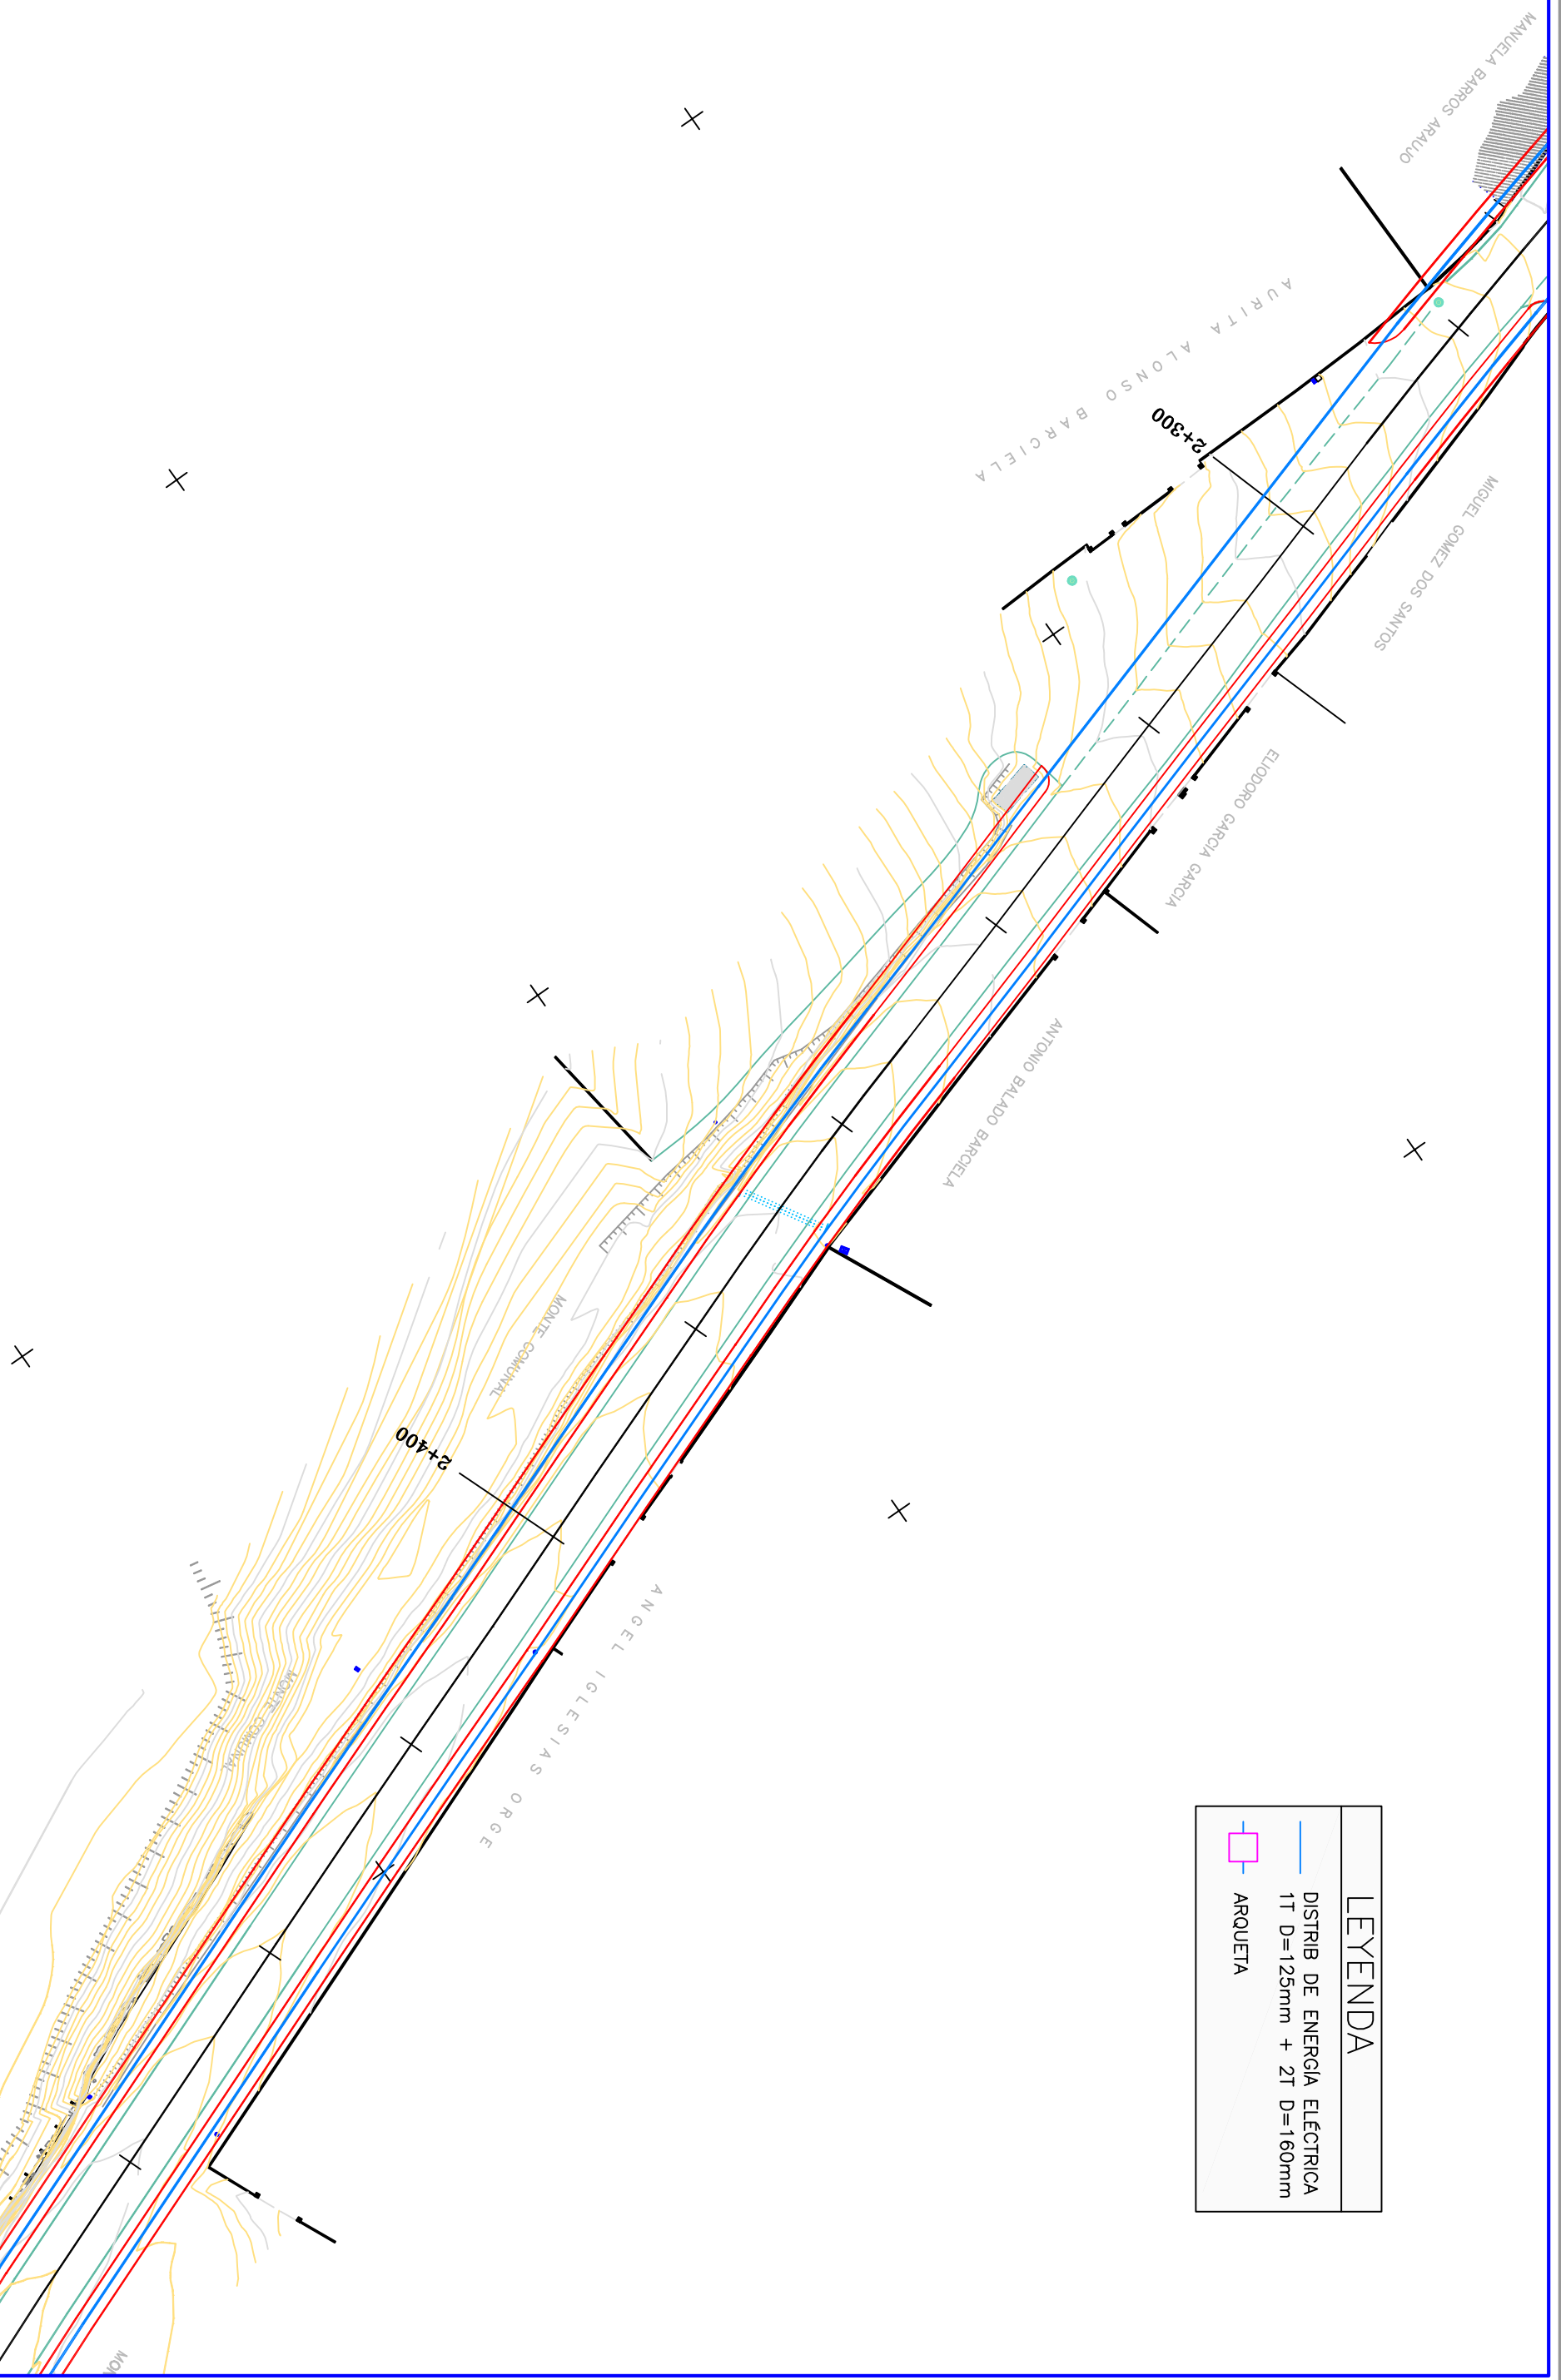 MANUELA BARROS ARAUJO
AURITA ALONSO BARCIELA
2+300
MIGUEL GOMEZ DOS SANTOS
ELIODORO GARCIA GARCIA
ANTONIO BALADO BARCIELA
MONTE COMUNAL
2+400
ANGEL IGLESIAS ORGE
MONTE COMUNAL
MON
LEYENDA
DISTRIB DE ENERGÍA ELÉCTRICA
1T D=125mm + 2T D=160mm
ARQUETA